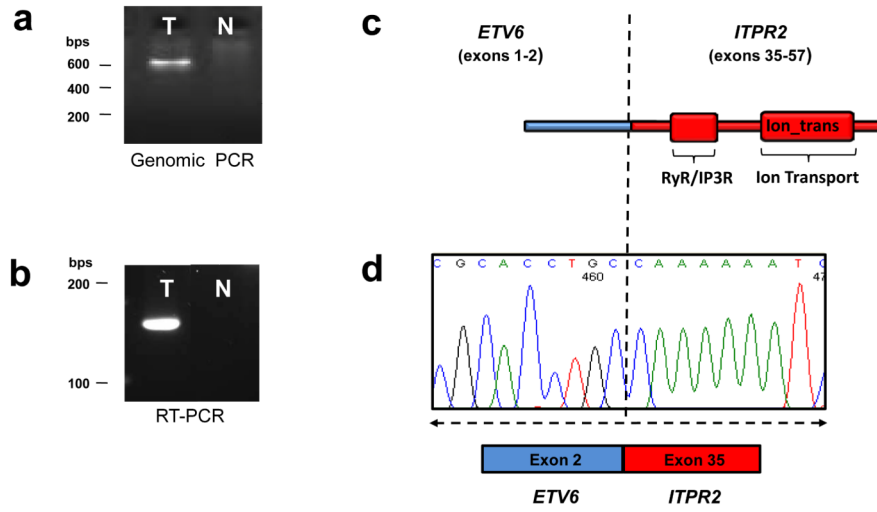 a
bps
T N
600
400
200
Genomic PCR
b
bps
T N
200
100
RT-PCR
c
ETV6
(exons 1-2)
ITPR2
(exons 35-57)
Ion_trans
RyR/IP3R
Ion Transport
d
C G C A C C T G C C A A A A A A T C
460 47
Exon 2 Exon 35
ETV6 ITPR2